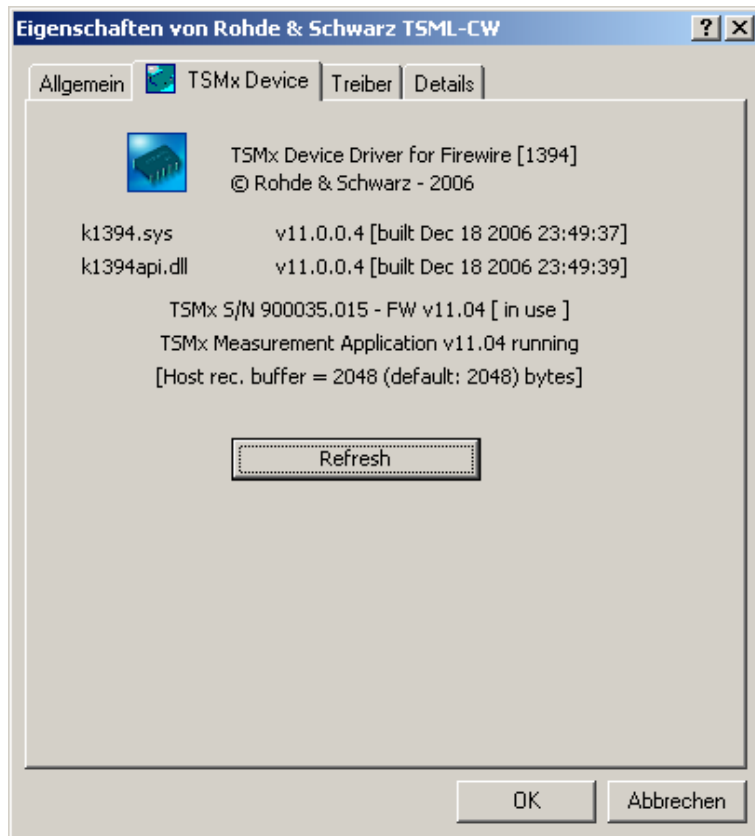 Eigenschaften von Rohde & Schwarz TSML-CW
Allgemein TSMx Device Treiber Details
TSMx Device Driver for Firewire [1394]
© Rohde & Schwarz - 2006
k1394.sys v11.0.0.4 [built Dec 18 2006 23:49:37]
k1394api.dll v11.0.0.4 [built Dec 18 2006 23:49:39]
TSMx S/N 900035.015 - FW v11.04 [ in use ]
TSMx Measurement Application v11.04 running
[Host rec. buffer = 2048 (default: 2048) bytes]
Refresh
OK Abbrechen